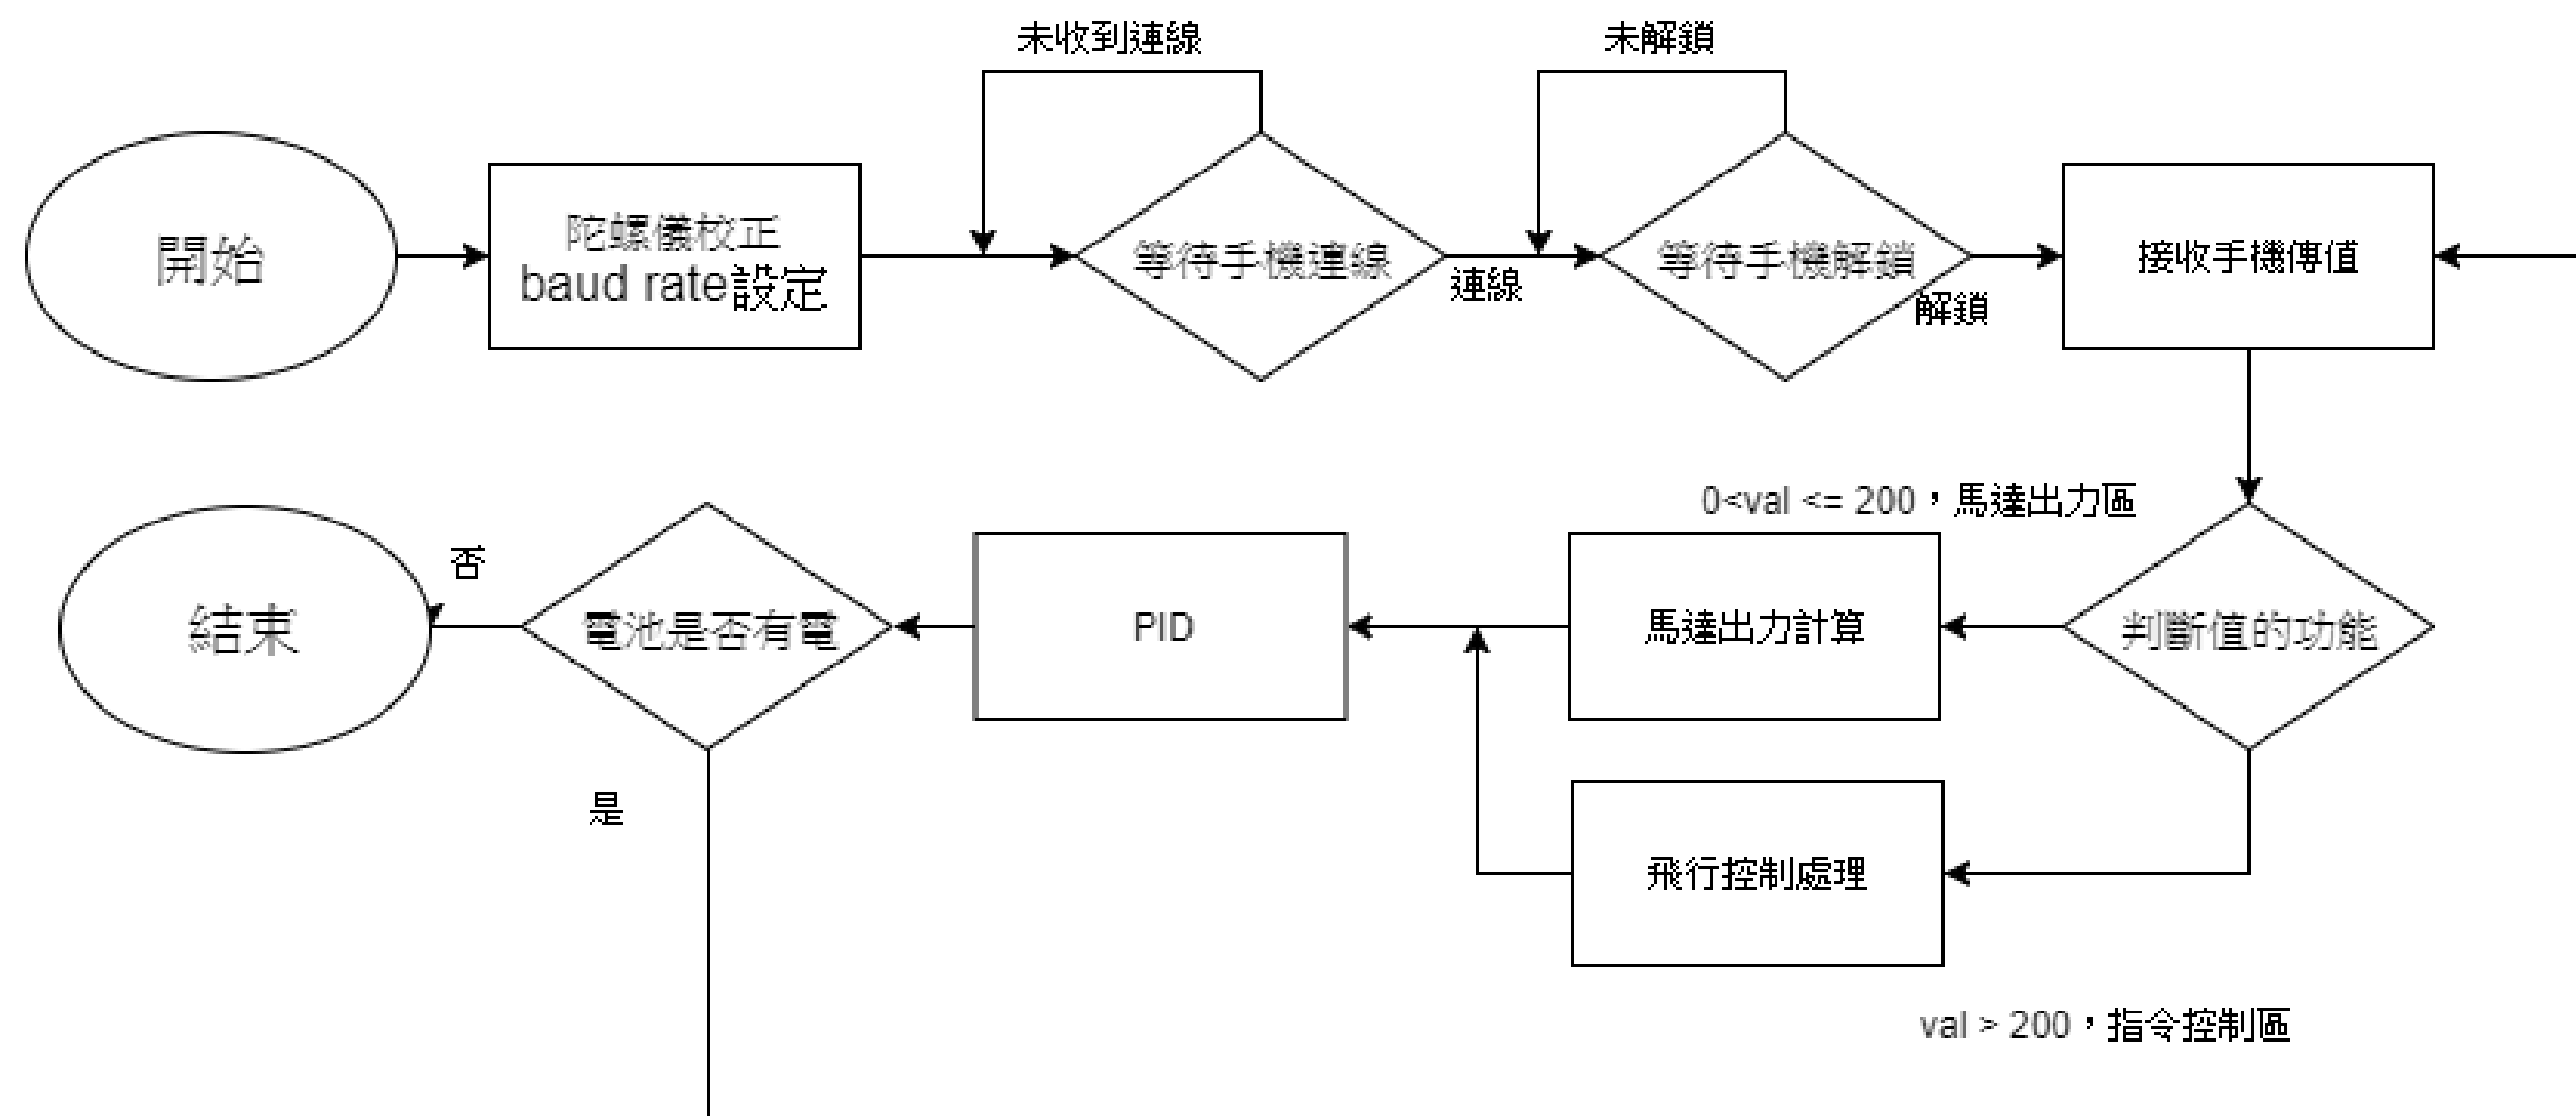 未收到連線
未解鎖
開始
陀螺儀校正
baud rate設定
等待手機連線
連線
等待手機解鎖
解鎖
接收手機傳值
0<val <= 200，馬達出力區
結束
否
電池是否有電
PID
馬達出力計算
判斷值的功能
是
飛行控制處理
val > 200，指令控制區